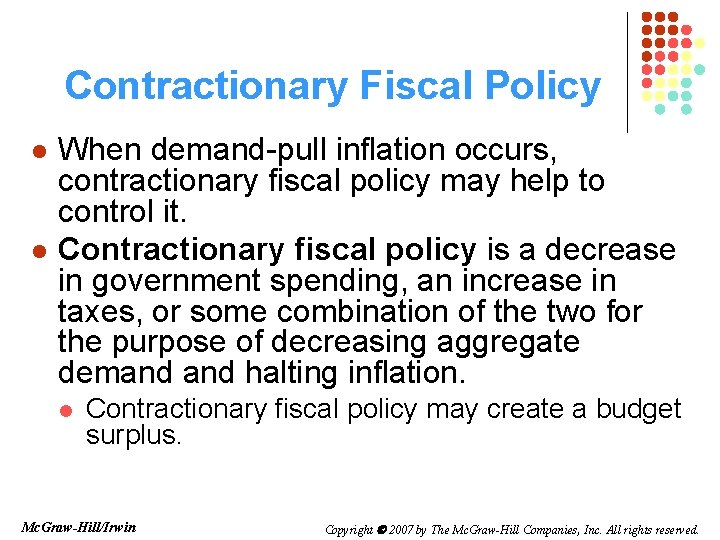 Contractionary Fiscal Policy
When demand-pull inflation occurs,
contractionary fiscal policy may help to
control it.
Contractionary fiscal policy is a decrease
in government spending, an increase in
taxes, or some combination of the two for
the purpose of decreasing aggregate
demand and halting inflation.
Contractionary fiscal policy may create a budget
surplus.
Mc.Graw-Hill/Irwin
Copyright © 2007 by The Mc.Graw-Hill Companies, Inc. All rights reserved.